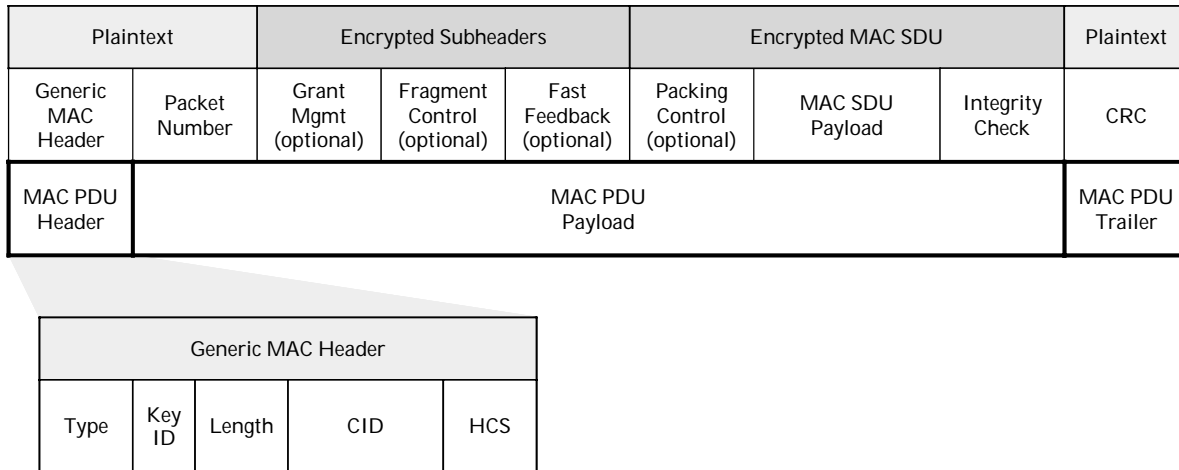 Plaintext
Encrypted Subheaders
Encrypted MAC SDU
Plaintext
Generic
MAC
Header
Packet
Number
Grant
Mgmt
(optional)
Fragment
Control
(optional)
Fast
Feedback
(optional)
Packing
Control
(optional)
MAC SDU
Payload
Integrity
Check
CRC
MAC PDU
Header
MAC PDU
Payload
MAC PDU
Trailer
Generic MAC Header
Type
Key
ID
Length
CID
HCS